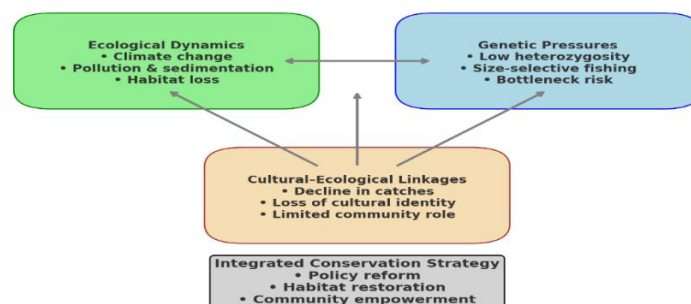 Ecological Dynamics
• Climate change
• Pollution & sedimentation
• Habitat loss
Genetic Pressures
• Low heterozygosity
• Size-selective fishing
• Bottleneck risk
Cultural–Ecological Linkages
• Decline in catches
• Loss of cultural identity
• Limited community role
Integrated Conservation Strategy
• Policy reform
• Habitat restoration
• Community empowerment